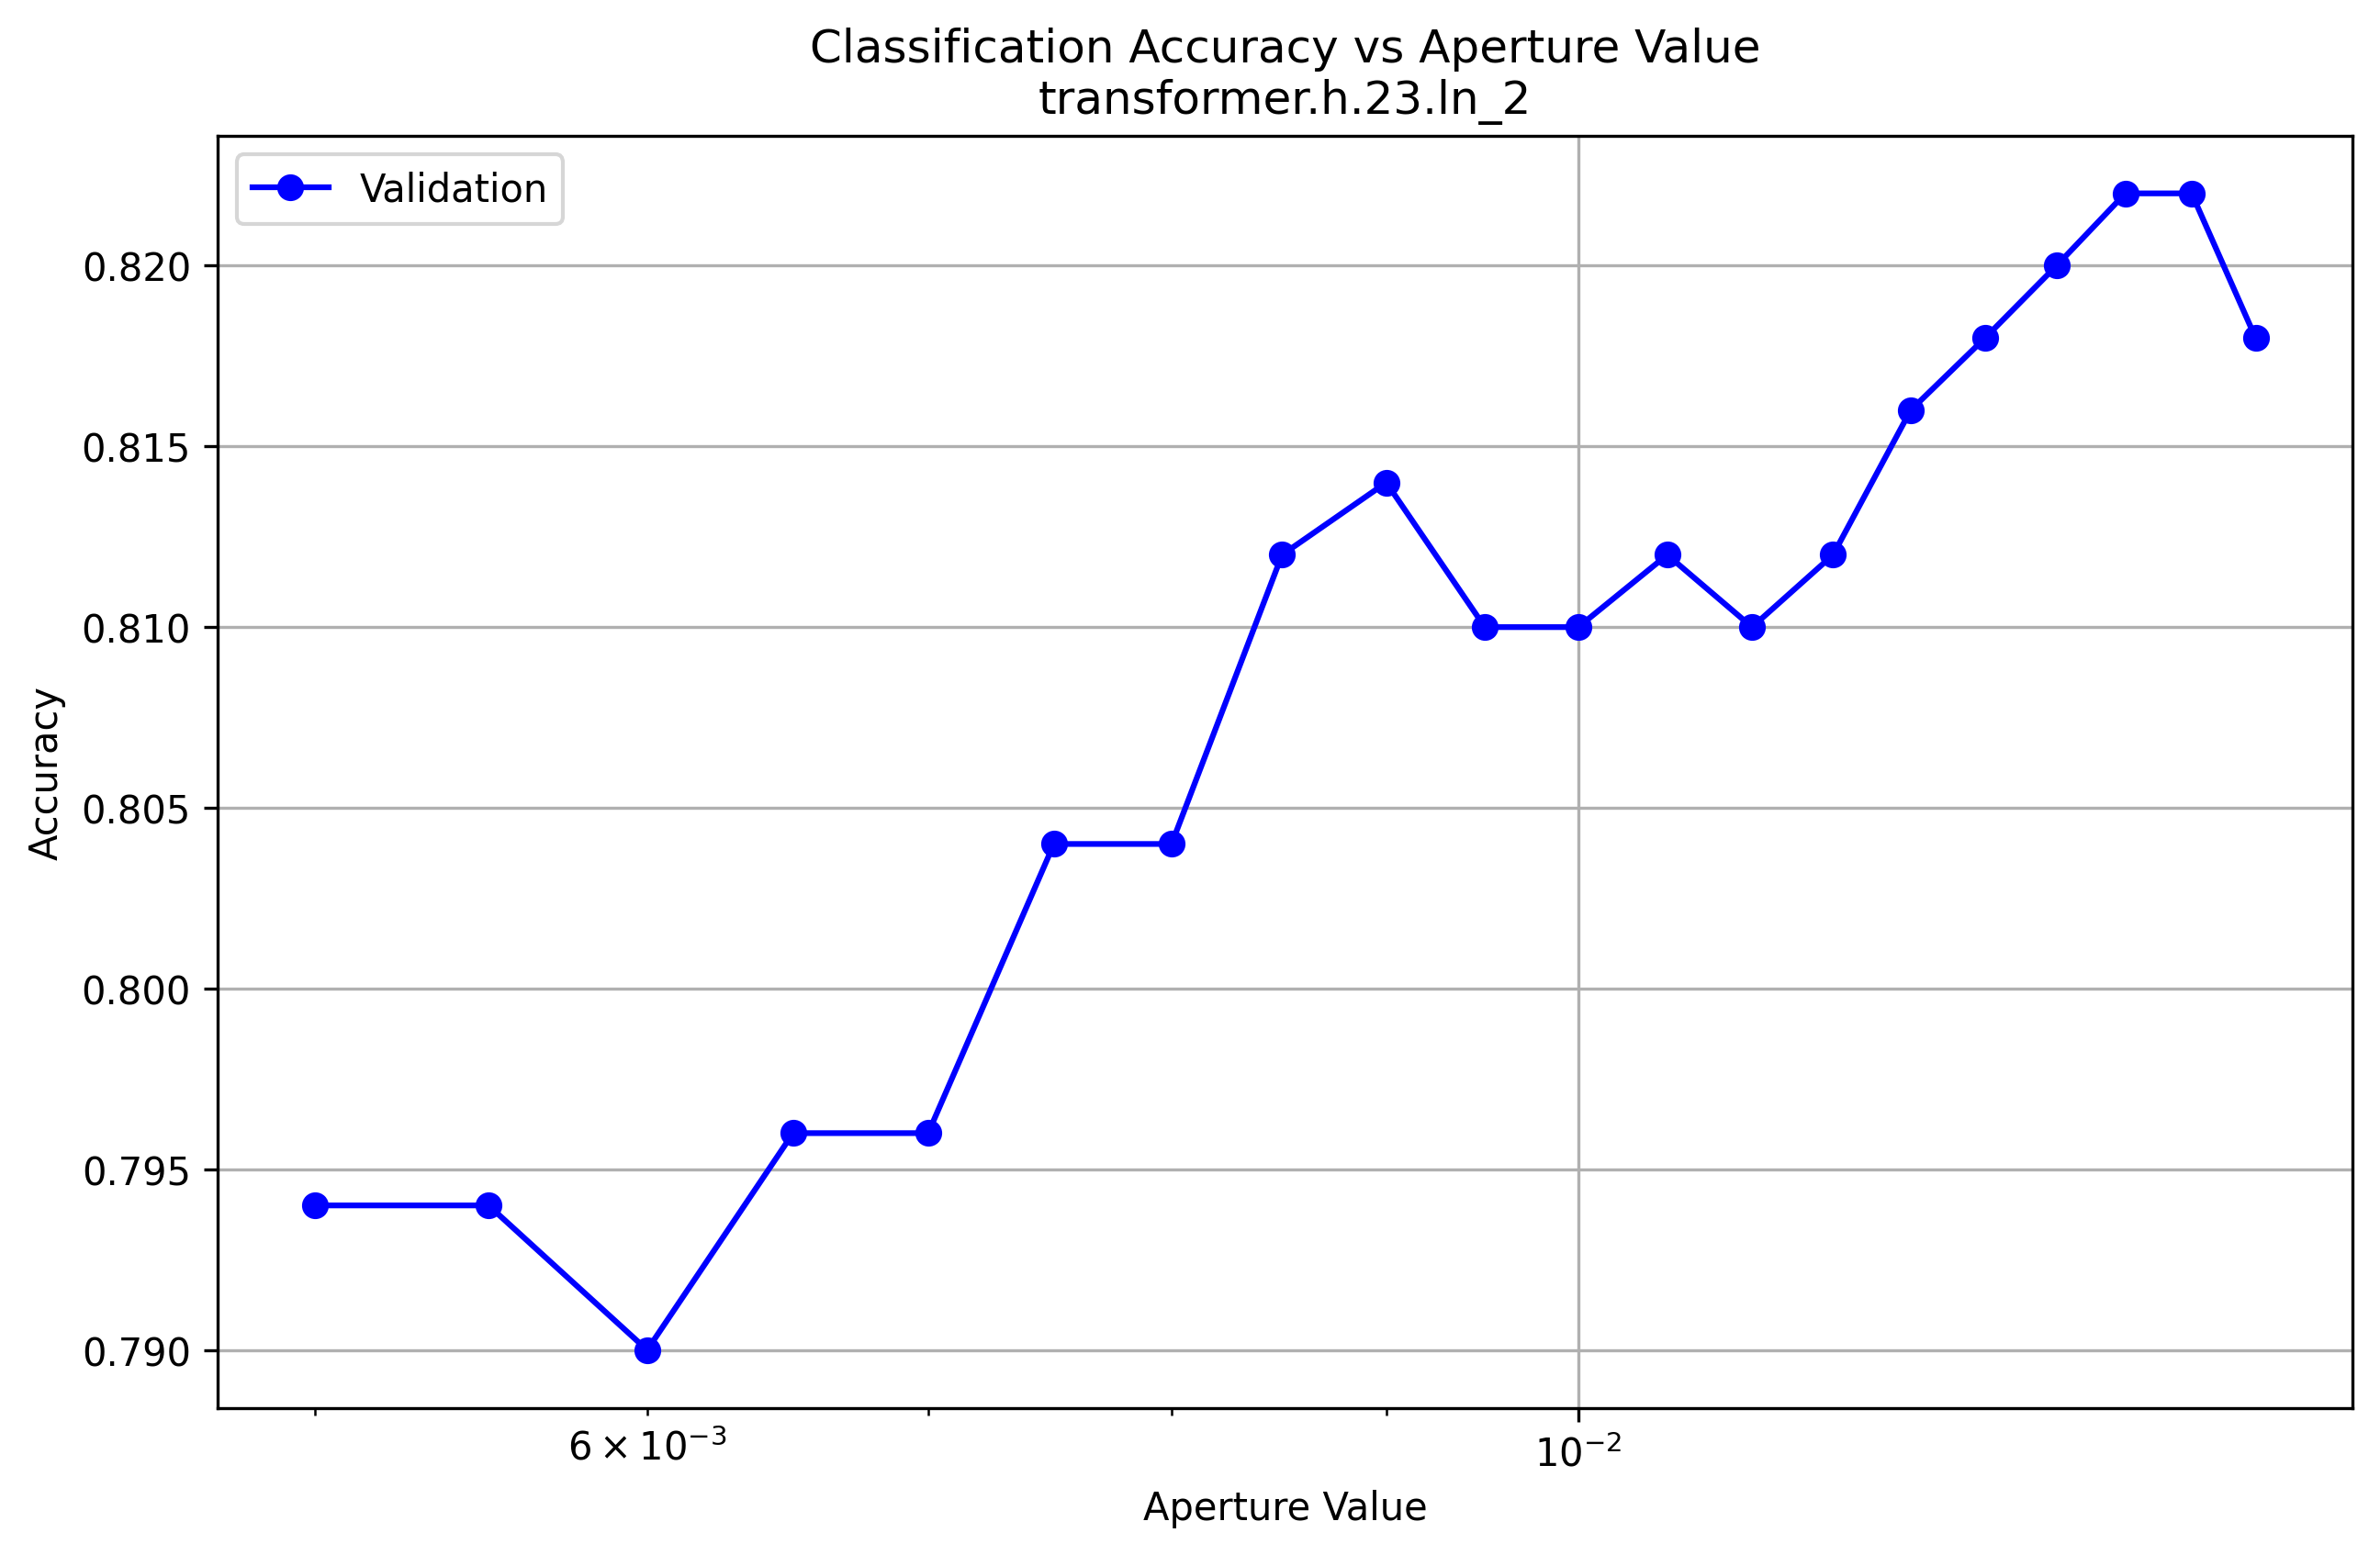 Classification Accuracy vs Aperture Value
transformer.h.23.ln_2
Validation
0.820
0.815
0.810
0.805
0.800
0.795
0.790
Accuracy
6 × 10⁻³
10⁻²
Aperture Value